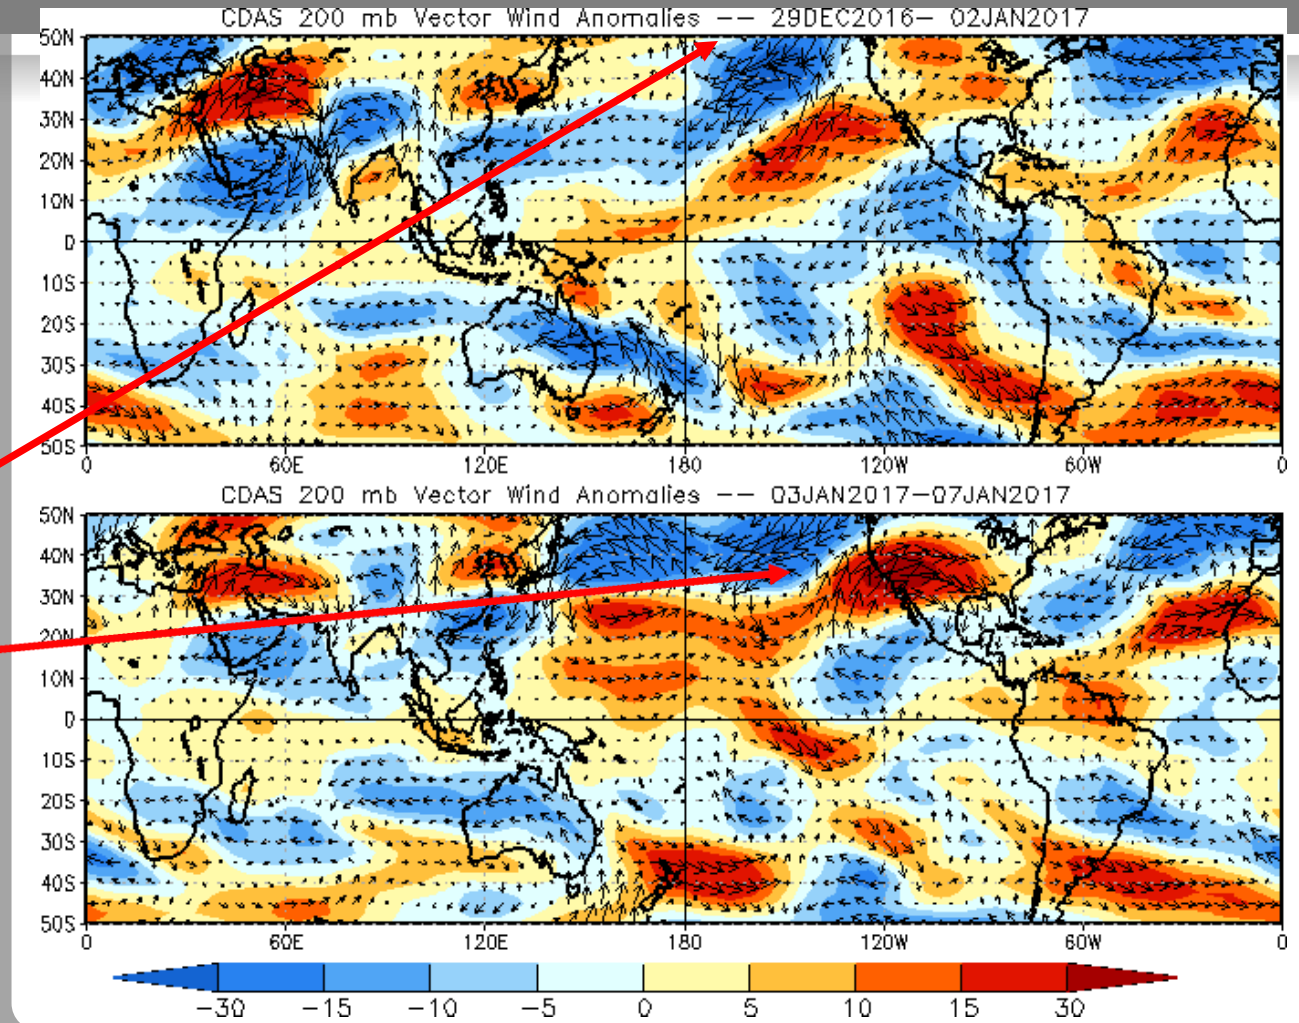 CDAS 200 mb Vector Wind Anomalies -- 29DEC2016- 02JAN2017
50N
40N
30N
20N
10N
0
10S
20S
30S
40S
50S
0 60E 120E 180 120W 60W 0
CDAS 200 mb Vector Wind Anomalies -- 03JAN2017-07JAN2017
50N
40N
30N
20N
10N
0
10S
20S
30S
40S
50S
0 60E 120E 180 120W 60W 0
-30 -15 -10 -5 0 5 10 15 30